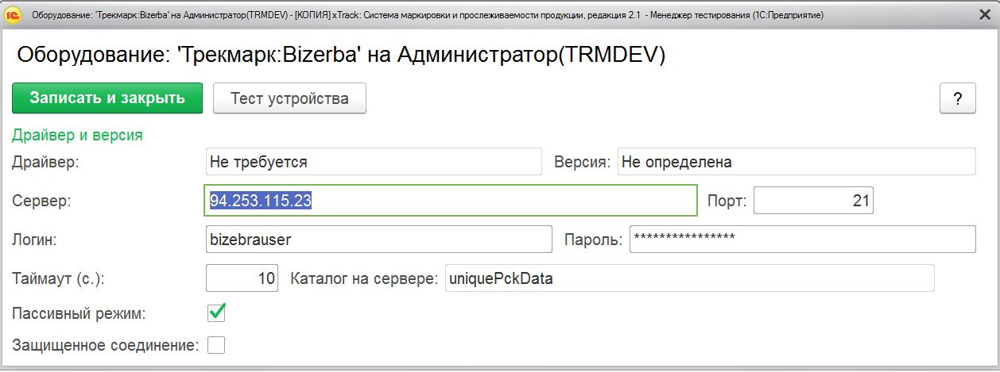 Оборудование: 'Трекмарк:Bizerba' на Администратор(TRMDEV) - [КОПИЯ] xTrack: Система маркировки и прослеживаемости продукции, редакция 2.1 - Менеджер тестирования (1С:Предприятие)
Оборудование: 'Трекмарк:Bizerba' на Администратор(TRMDEV)
Записать и закрыть Тест устройства ?
Драйвер и версия
Драйвер: Не требуется Версия: Не определена
Сервер: 94.253.115.23 Порт: 21
Логин: bizebrauser Пароль: ****************
Таймаут (с.): 10 Каталог на сервере: uniquePckData
Пассивный режим:
Защищенное соединение: